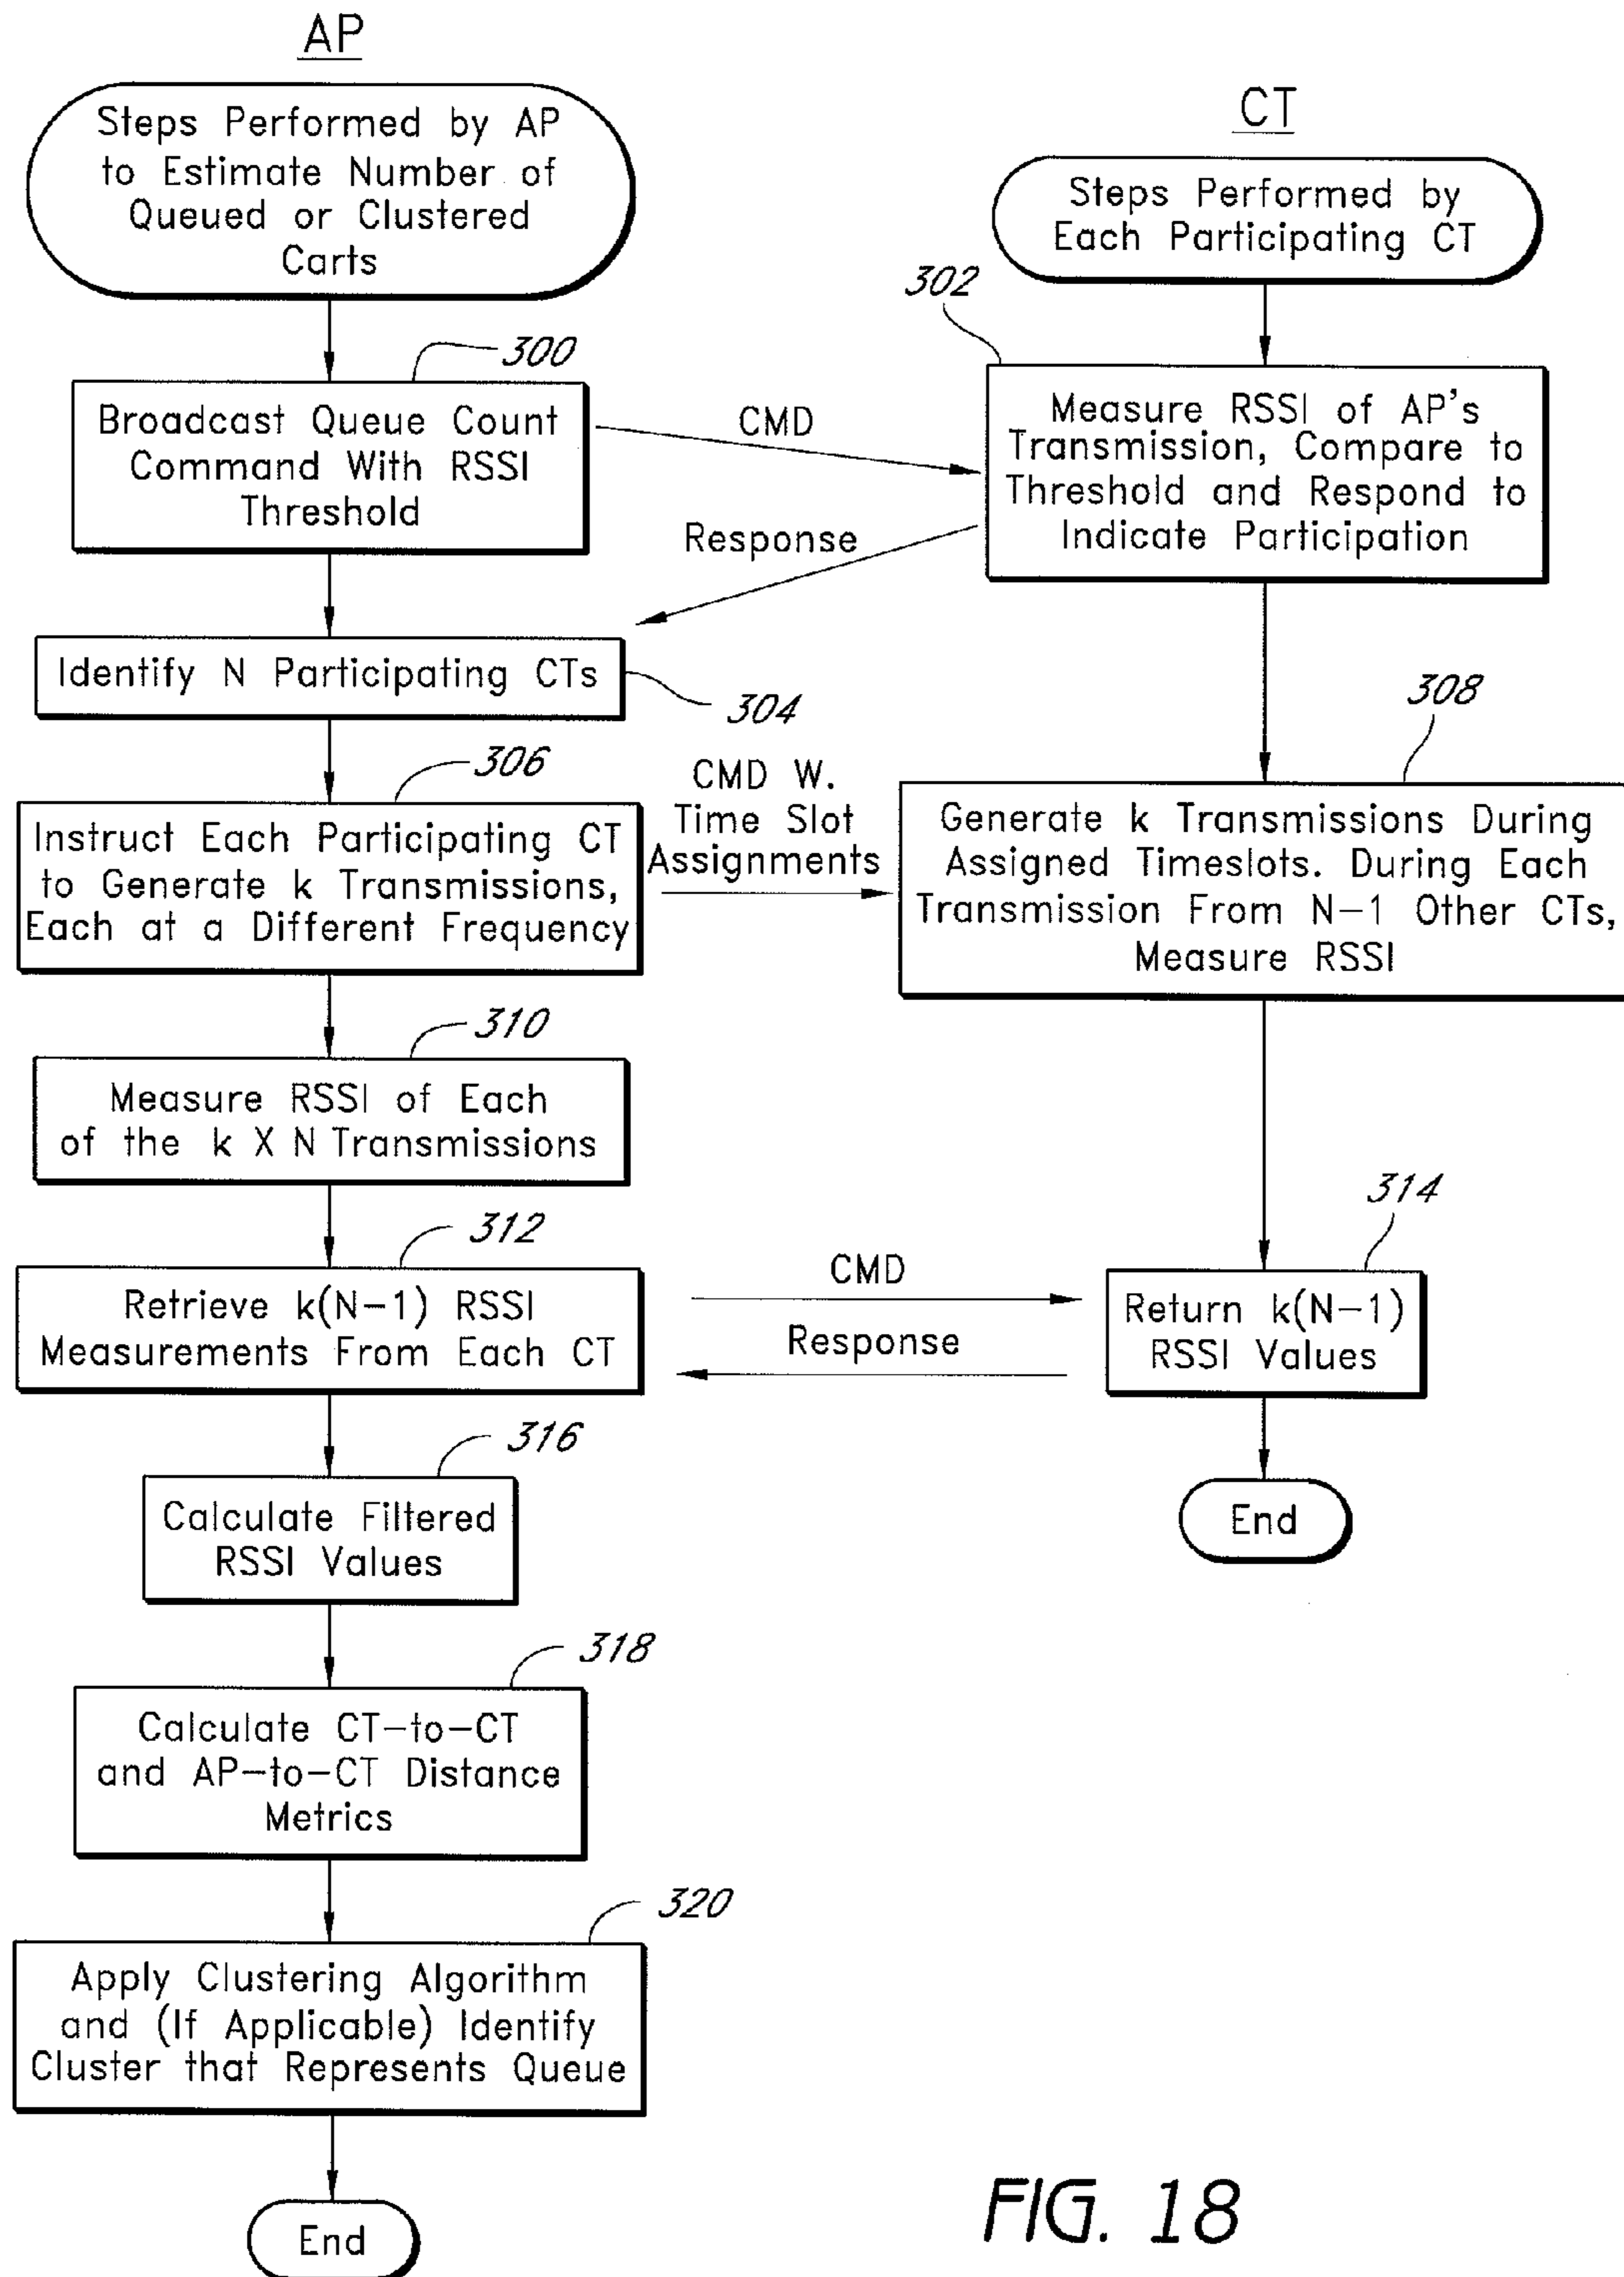 AP
Steps Performed by AP
to Estimate Number of
Queued or Clustered
Carts
CT
Steps Performed by
Each Participating CT
300
Broadcast Queue Count
Command With RSSI
Threshold
CMD
302
Measure RSSI of AP's
Transmission, Compare to
Threshold and Respond to
Indicate Participation
Response
Identify N Participating CTs
304
306
Instruct Each Participating CT
to Generate k Transmissions,
Each at a Different Frequency
CMD W.
Time Slot
Assignments
308
Generate k Transmissions During
Assigned Timeslots. During Each
Transmission From N-1 Other CTs,
Measure RSSI
310
Measure RSSI of Each
of the k X N Transmissions
312
Retrieve k(N-1) RSSI
Measurements From Each CT
CMD
Response
314
Return k(N-1)
RSSI Values
End
316
Calculate Filtered
RSSI Values
318
Calculate CT-to-CT
and AP-to-CT Distance
Metrics
320
Apply Clustering Algorithm
and (If Applicable) Identify
Cluster that Represents Queue
End
FIG. 18